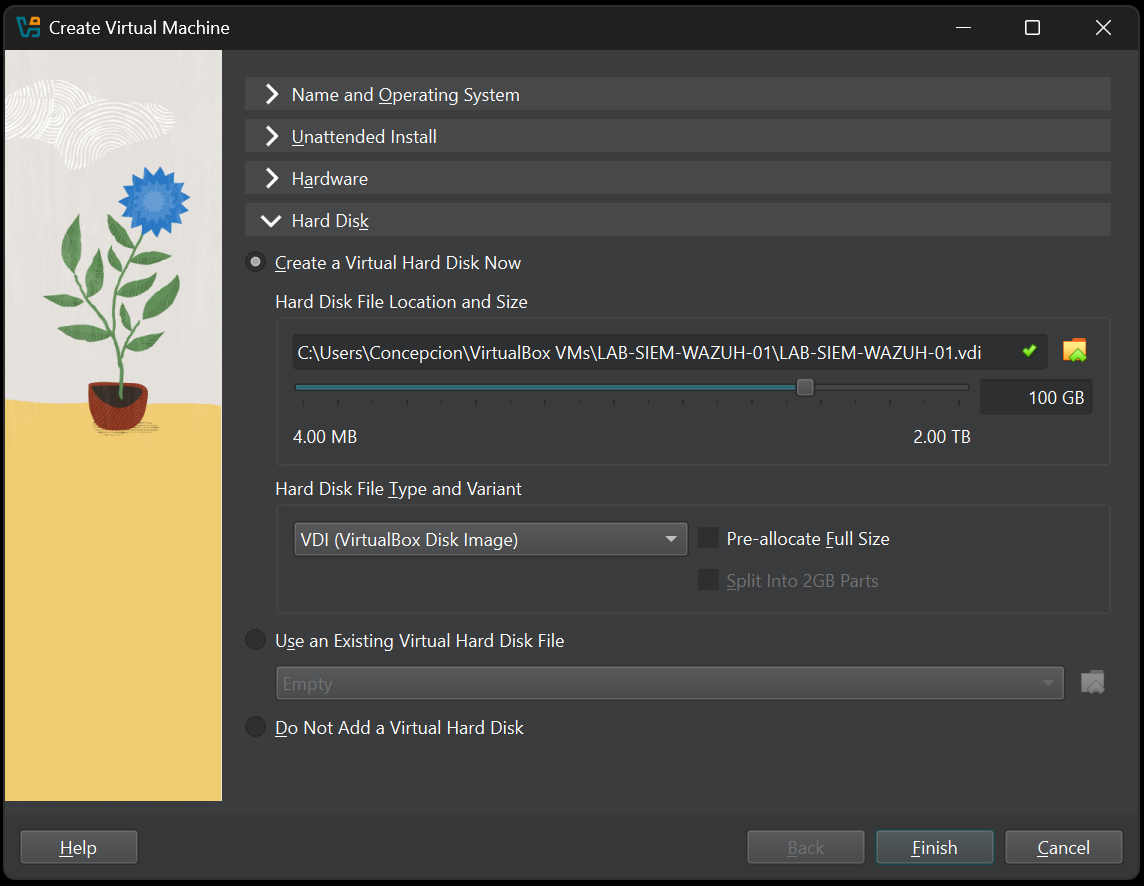 Create Virtual Machine
Name and Operating System
Unattended Install
Hardware
Hard Disk
Create a Virtual Hard Disk Now
Hard Disk File Location and Size
C:\Users\Concepcion\VirtualBox VMs\LAB-SIEM-WAZUH-01\LAB-SIEM-WAZUH-01.vdi
100 GB
4.00 MB 2.00 TB
Hard Disk File Type and Variant
VDI (VirtualBox Disk Image) Pre-allocate Full Size
Split Into 2GB Parts
Use an Existing Virtual Hard Disk File
Empty
Do Not Add a Virtual Hard Disk
Help Back Finish Cancel